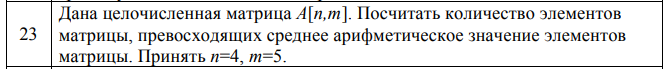 23
Дана целочисленная матрица A[n,m]. Посчитать количество элементов
матрицы, превосходящих среднее арифметическое значение элементов
матрицы. Принять n=4, m=5.